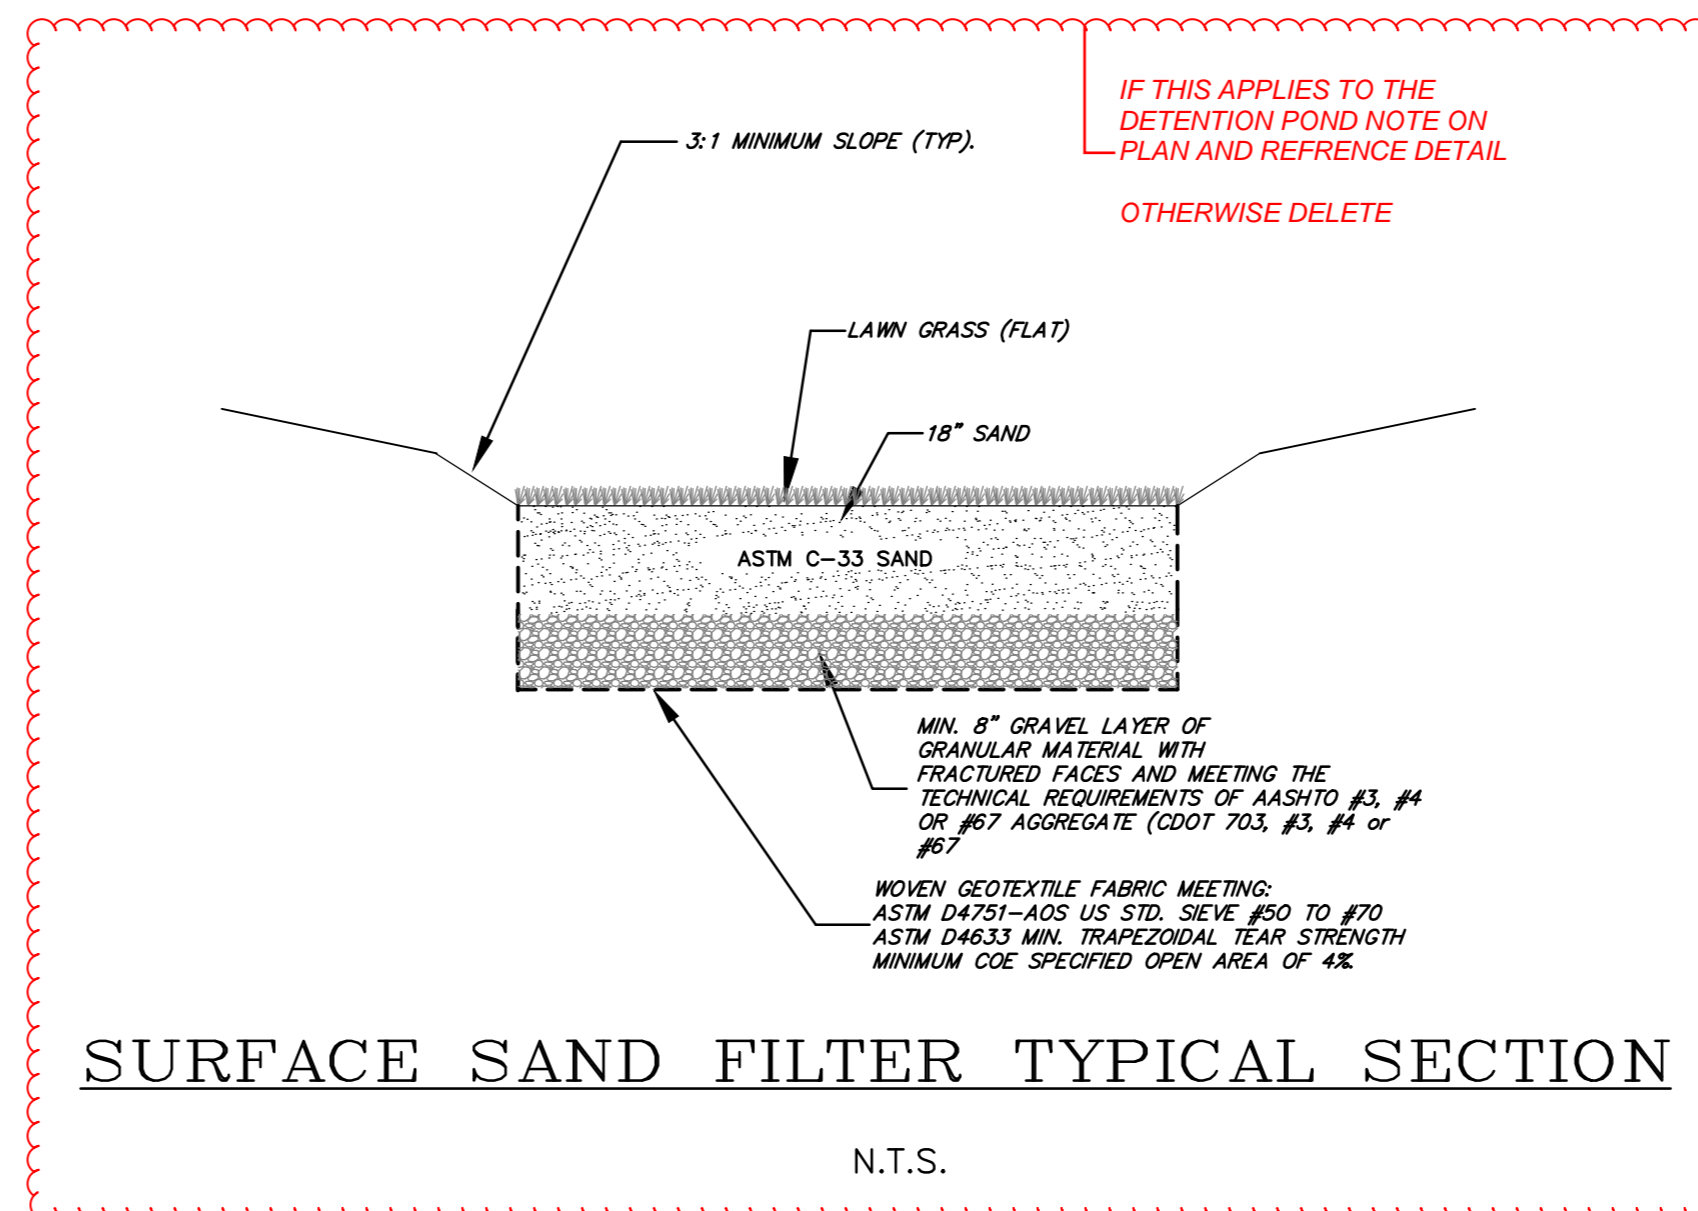 IF THIS APPLIES TO THE
DETENTION POND NOTE ON
PLAN AND REFRENCE DETAIL
OTHERWISE DELETE
3:1 MINIMUM SLOPE (TYP).
LAWN GRASS (FLAT)
18" SAND
ASTM C-33 SAND
MIN. 8" GRAVEL LAYER OF
GRANULAR MATERIAL WITH
FRACTURED FACES AND MEETING THE
TECHNICAL REQUIREMENTS OF AASHTO #3, #4
OR #67 AGGREGATE (CDOT 703, #3, #4 or
#67
WOVEN GEOTEXTILE FABRIC MEETING:
ASTM D4751-AOS US STD. SIEVE #50 TO #70
ASTM D4633 MIN. TRAPEZOIDAL TEAR STRENGTH
MINIMUM COE SPECIFIED OPEN AREA OF 4%.
SURFACE SAND FILTER TYPICAL SECTION
N.T.S.